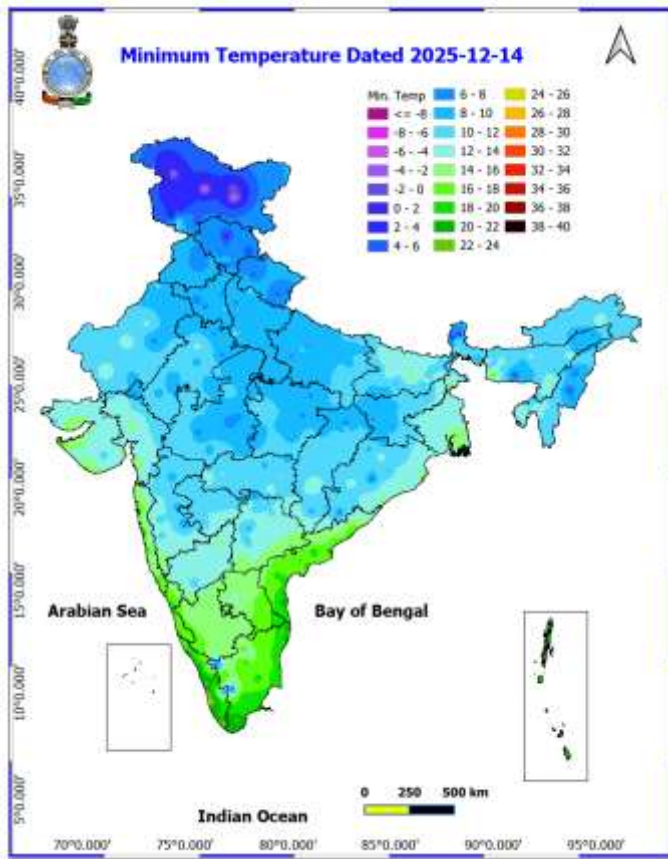 Minimum Temperature Dated 2025-12-14
Min. Temp
<= -8
-8 - -6
-6 - -4
-4 - -2
-2 - 0
0 - 2
2 - 4
4 - 6
6 - 8
8 - 10
10 - 12
12 - 14
14 - 16
16 - 18
18 - 20
20 - 22
22 - 24
24 - 26
26 - 28
28 - 30
30 - 32
32 - 34
34 - 36
36 - 38
38 - 40
40°0.000'
35°0.000'
30°0.000'
25°0.000'
20°0.000'
15°0.000'
10°0.000'
5°0.000'
Arabian Sea
Bay of Bengal
0 250 500 km
Indian Ocean
70°0.000' 75°0.000' 80°0.000' 85°0.000' 90°0.000' 95°0.000'